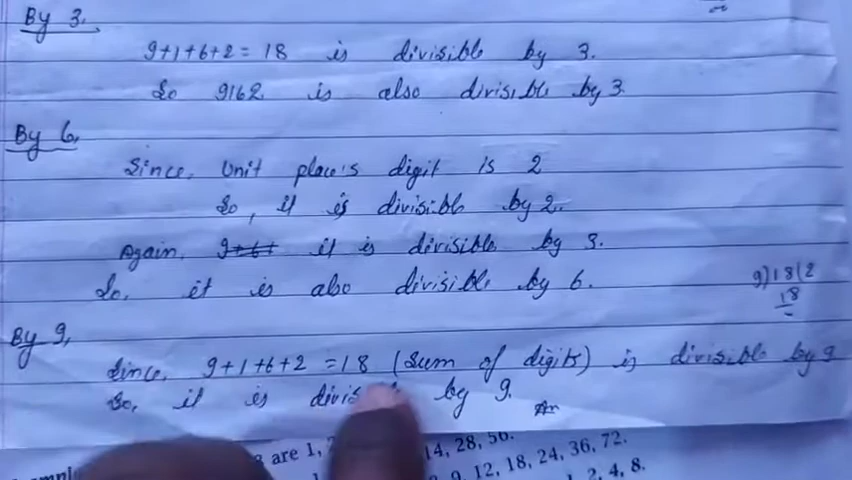 By 3.
9+1+6+2 = 18 is divisible by 3.
So 9162 is also divisible by 3.
By 6,
Since, Unit place's digit is 2
So, it is divisible by 2.
Again, it is divisible by 3.
So, it is also divisible by 6.
9)18(2
18
By 9,
Since, 9+1+6+2 = 18 (Sum of digits) is divisible by 9
So, it is by 9. Ans
are 1, 14, 28, 56.
9, 12, 18, 24, 36, 72.
1, 2, 4, 8.